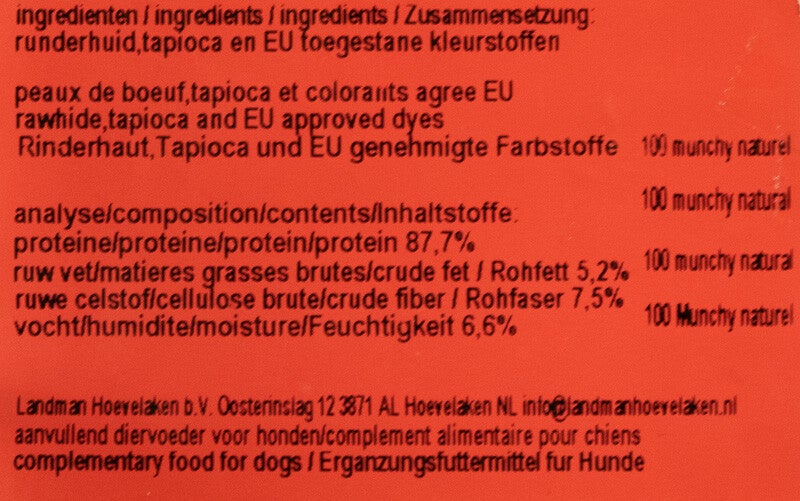 ingredienten / ingredients / ingredients / Zusammensetzung:
runderhuid,tapioca en EU toegestane kleurstoffen
peaux de boeuf,tapioca et colorants agree EU
rawhide,tapioca and EU approved dyes
Rinderhaut,Tapioca und EU genehmigte Farbstoffe
100 munchy naturel
100 munchy natural
analyse/composition/contents/Inhaltstoffe:
proteine/proteine/protein/protein 87,7%
100 munchy natural
ruw vet/matieres grasses brutes/crude fet / Rohfett 5,2%
ruwe celstof/cellulose brute/crude fiber / Rohfaser 7,5%
100 Munchy naturel
vocht/humidite/moisture/Feuchtigkeit 6,6%
Landman Hoevelaken b.V. Oosterinslag 12 3871 AL Hoevelaken NL info@landmanhoevelaken.nl
aanvullend diervoeder voor honden/complement alimentaire pour chiens
complementary food for dogs / Erganzungsfuttermittel fur Hunde